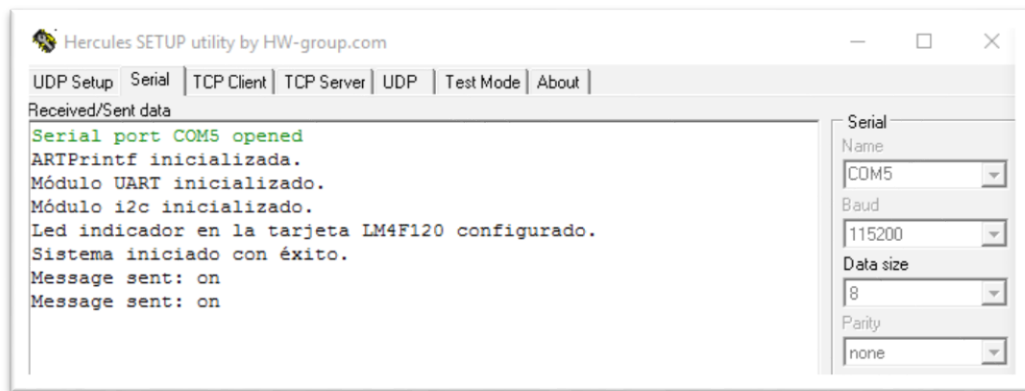 Hercules SETUP utility by HW-group.com
UDP Setup Serial TCP Client TCP Server UDP Test Mode About
Received/Sent data
Serial port COM5 opened
ARTPrintf inicializada.
Módulo UART inicializado.
Módulo i2c inicializado.
Led indicador en la tarjeta LM4F120 configurado.
Sistema iniciado con éxito.
Message sent: on
Message sent: on
Serial
Name
COM5
Baud
115200
Data size
8
Parity
none